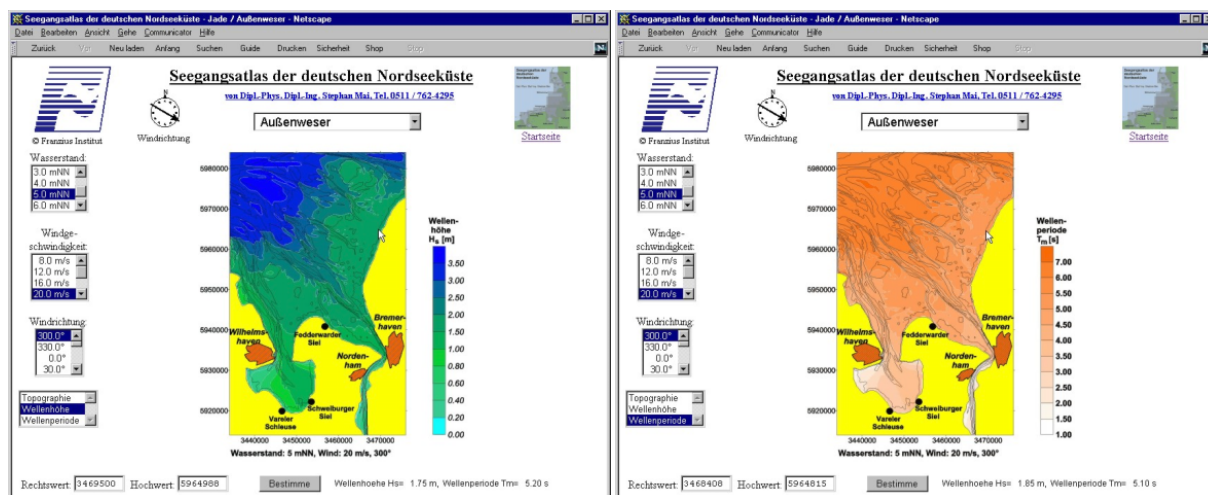 Seegangsatlas der deutschen Nordseeküste - Jade / Außenweser - Netscape
Datei Bearbeiten Ansicht Gehe Communicator Hilfe
Zurück Vor Neu laden Anfang Suchen Guide Drucken Sicherheit Shop Stop
Seegangsatlas der deutschen Nordseeküste
von Dipl.-Phys. Dipl.-Ing. Stephan Mai, Tel. 0511 / 762-4295
N
Windrichtung
Außenweser
© Franzius Institut
Startseite
Wasserstand:
3.0 mNN
4.0 mNN
5.0 mNN
6.0 mNN
Windge-
schwindigkeit:
8.0 m/s
12.0 m/s
16.0 m/s
20.0 m/s
Windrichtung:
300.0°
330.0°
0.0°
30.0°
Topographie
Wellenhöhe
Wellenperiode
5980000
5970000
5960000
5950000
5940000
5930000
5920000
Wilhelms-
haven
Fedderwarder
Siel
Bremer-
haven
Norden-
ham
Vareler
Schleuse
Schweiburger
Siel
3440000 3450000 3460000 3470000
Wasserstand: 5 mNN, Wind: 20 m/s, 300°
Wellen-
höhe
Hs [m]
3.50
3.00
2.50
2.00
1.50
1.00
0.80
0.60
0.40
0.20
0.00
Rechtswert: 3469500 Hochwert: 5964988 Bestimme Wellenhoehe Hs= 1.75 m, Wellenperiode Tm= 5.20 s
Seegangsatlas der deutschen Nordseeküste - Jade / Außenweser - Netscape
Datei Bearbeiten Ansicht Gehe Communicator Hilfe
Zurück Vor Neu laden Anfang Suchen Guide Drucken Sicherheit Shop Stop
Seegangsatlas der deutschen Nordseeküste
von Dipl.-Phys. Dipl.-Ing. Stephan Mai, Tel. 0511 / 762-4295
N
Windrichtung
Außenweser
© Franzius Institut
Startseite
Wasserstand:
3.0 mNN
4.0 mNN
5.0 mNN
6.0 mNN
Windge-
schwindigkeit:
8.0 m/s
12.0 m/s
16.0 m/s
20.0 m/s
Windrichtung:
300.0°
330.0°
0.0°
30.0°
Topographie
Wellenhöhe
Wellenperiode
5980000
5970000
5960000
5950000
5940000
5930000
5920000
Wilhelms-
haven
Fedderwarder
Siel
Bremer-
haven
Norden-
ham
Vareler
Schleuse
Schweiburger
Siel
3440000 3450000 3460000 3470000
Wasserstand: 5 mNN, Wind: 20 m/s, 300°
Wellen-
periode
Tm [s]
7.00
6.00
5.00
4.50
4.00
3.50
3.00
2.50
2.00
1.50
1.00
Rechtswert: 3468408 Hochwert: 5964815 Bestimme Wellenhoehe Hs= 1.85 m, Wellenperiode Tm= 5.10 s